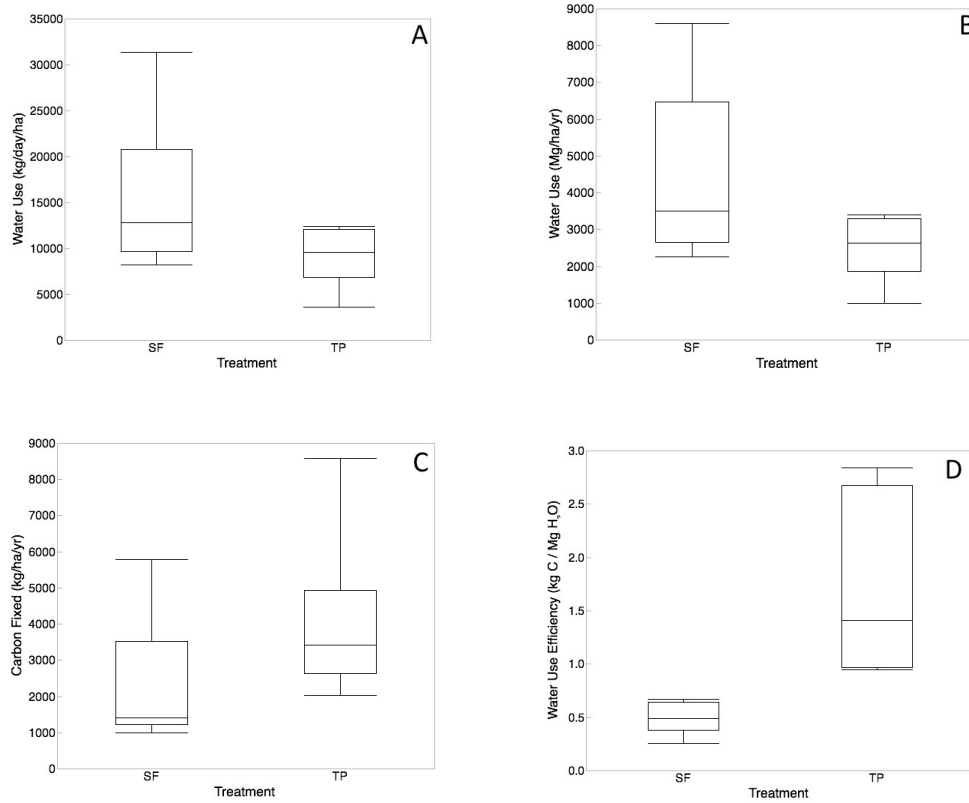 A
Water Use (kg/day/ha)
35000
30000
25000
20000
15000
10000
5000
0
SF
TP
Treatment
B
Water Use (Mg/ha/yr)
9000
8000
7000
6000
5000
4000
3000
2000
1000
0
SF
TP
Treatment
C
Carbon Fixed (kg/ha/yr)
9000
8000
7000
6000
5000
4000
3000
2000
1000
0
SF
TP
Treatment
D
Water Use Efficiency (kg C / Mg H₂O)
3.0
2.5
2.0
1.5
1.0
0.5
0.0
SF
TP
Treatment